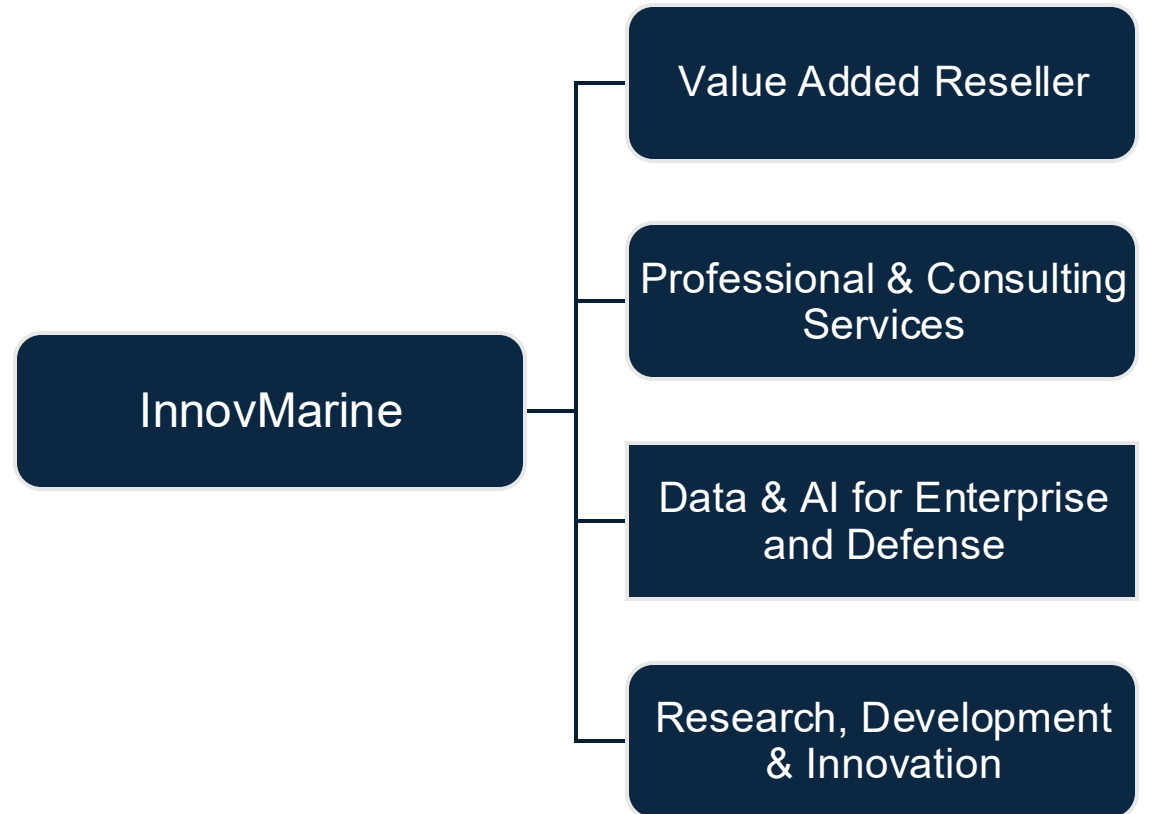 Value Added Reseller
Professional & Consulting
Services
InnovMarine
Data & AI for Enterprise
and Defense
Research, Development
& Innovation